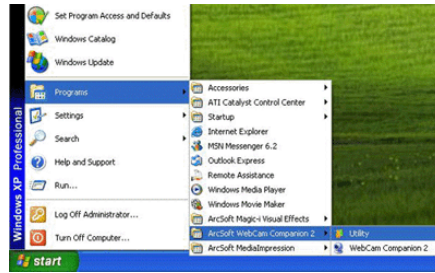 Set Program Access and Defaults
Windows Catalog
Windows Update
Programs
Settings
Search
Help and Support
Run...
Log Off Administrator...
Turn Off Computer...
Windows XP Professional
start
Accessories
ATI Catalyst Control Center
Startup
Internet Explorer
MSN Messenger 6.2
Outlook Express
Remote Assistance
Windows Media Player
Windows Movie Maker
ArcSoft Magic-i Visual Effects
ArcSoft WebCam Companion 2
ArcSoft MediaImpression
Utility
WebCam Companion 2